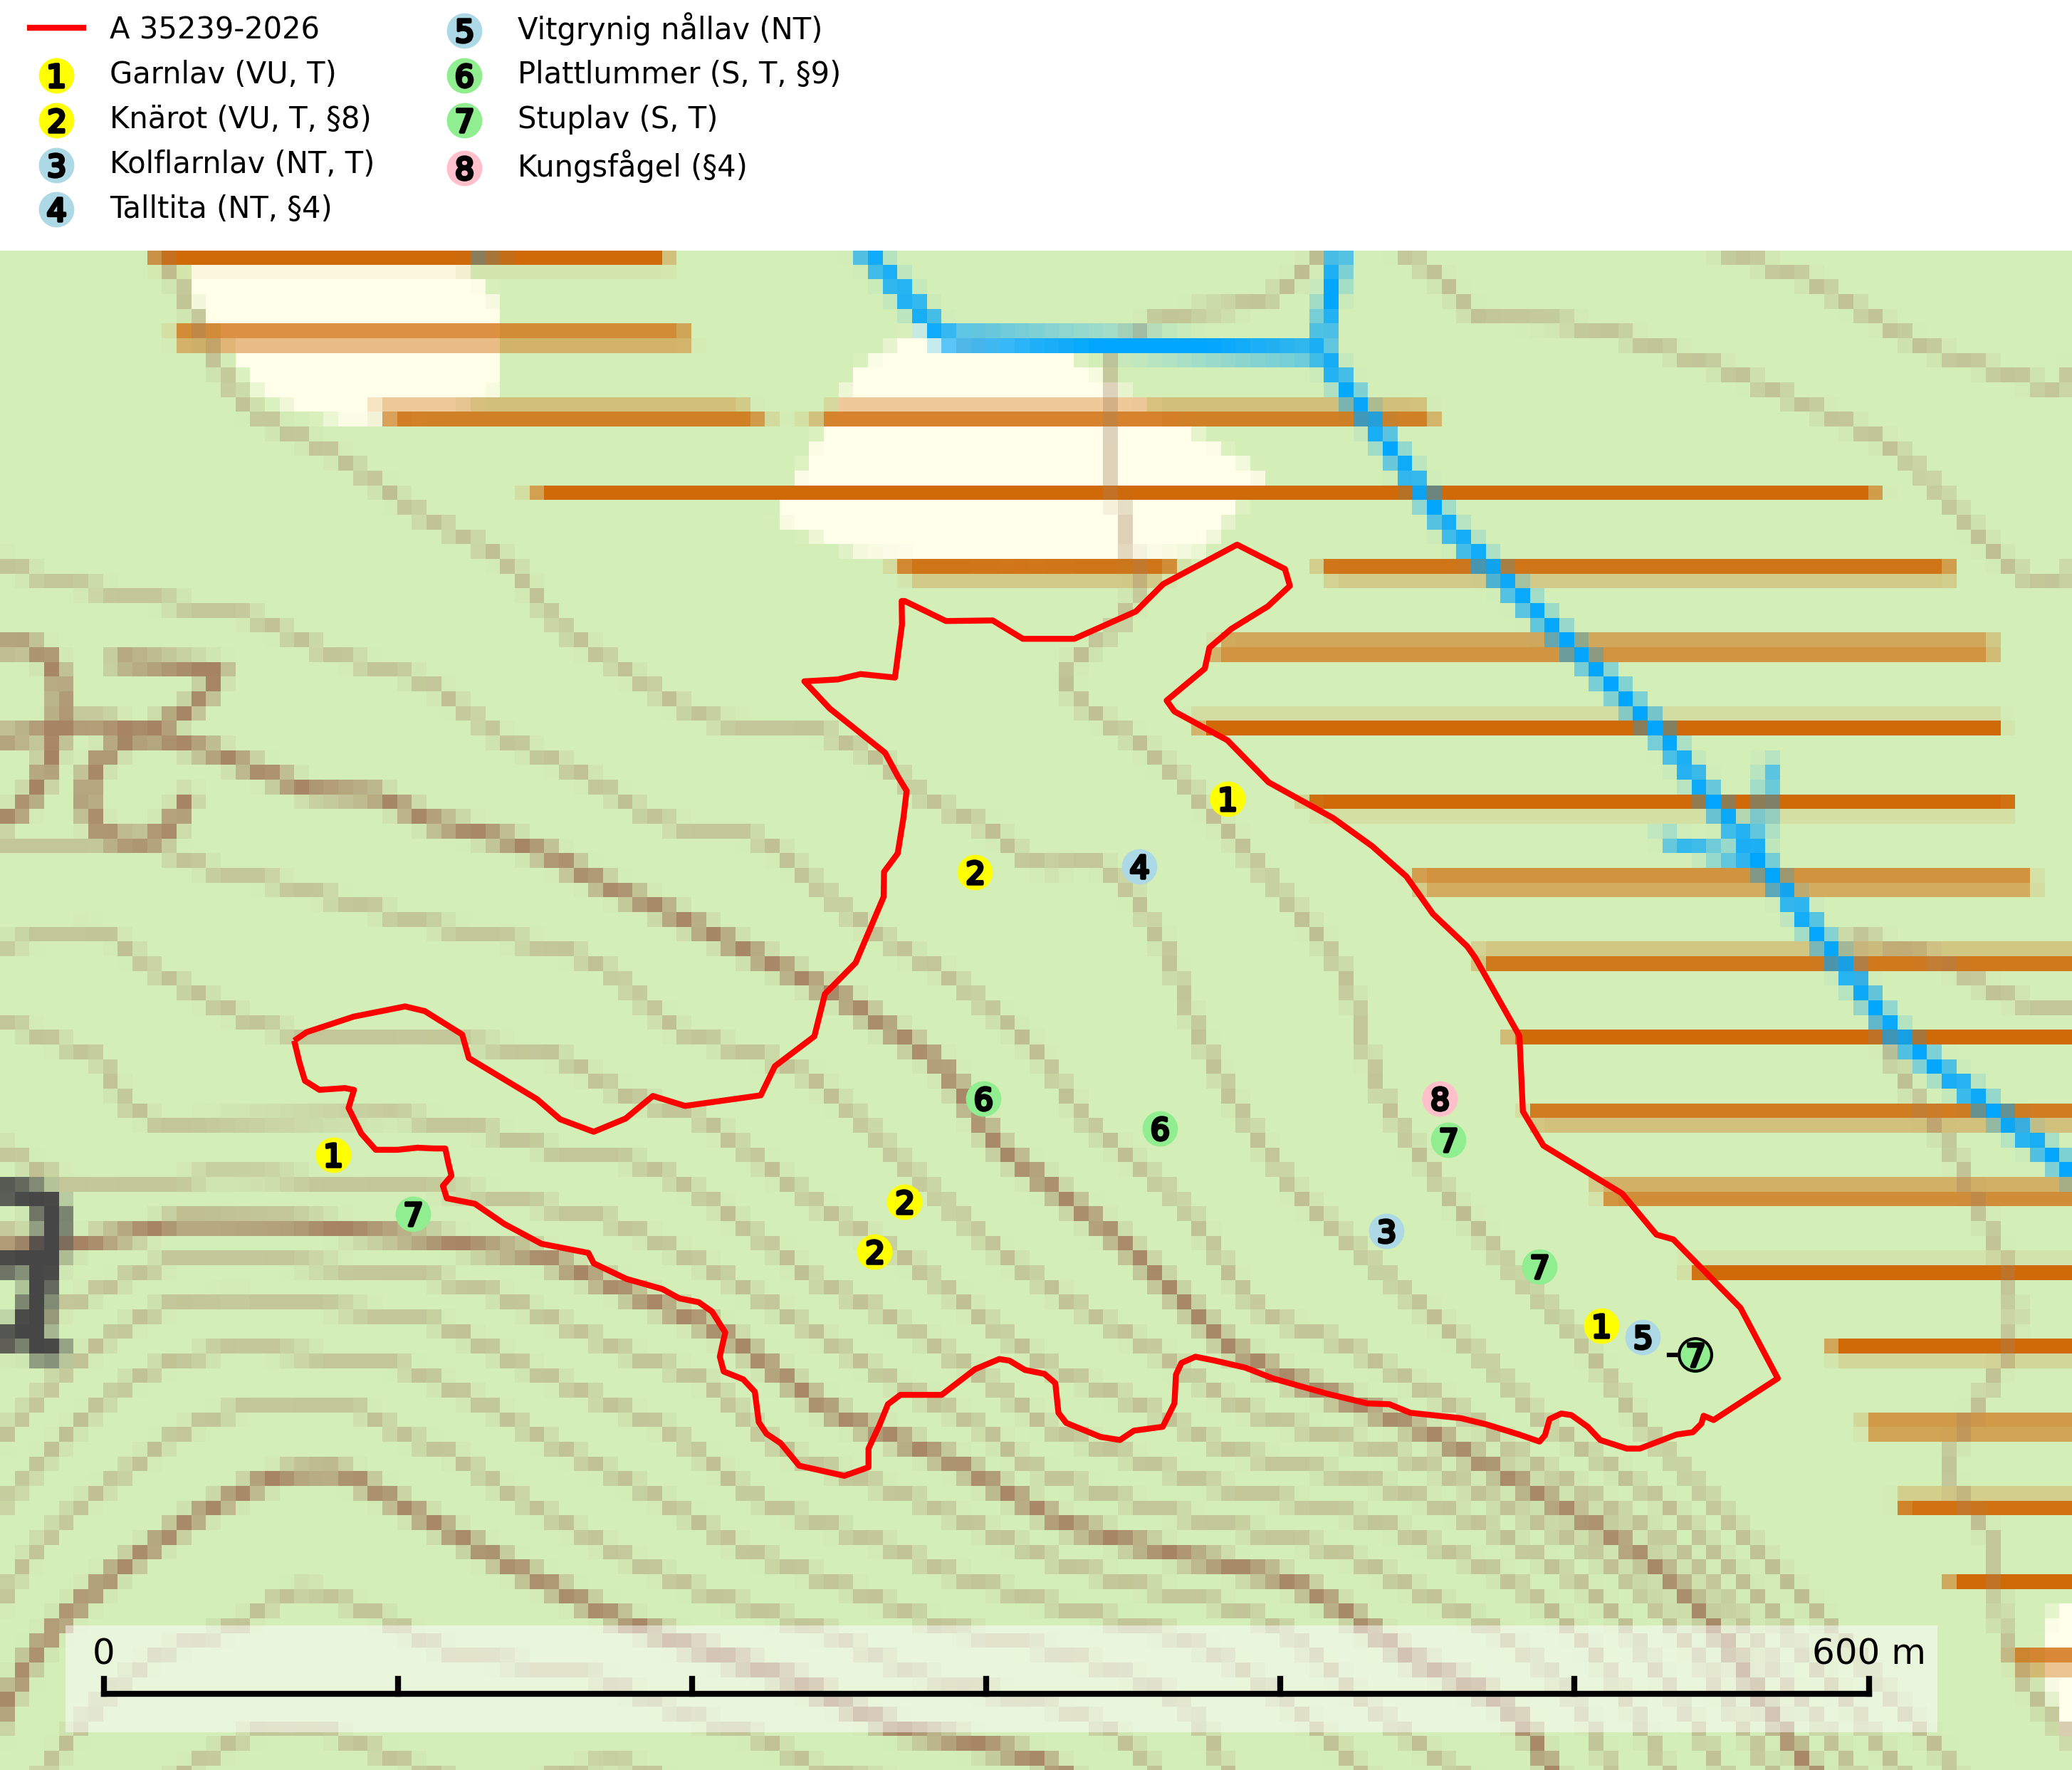 A 35239-2026
1 Garnlav (VU, T)
2 Knärot (VU, T, §8)
3 Kolflarnlav (NT, T)
4 Talltita (NT, §4)
5 Vitgrynig nållav (NT)
6 Plattlummer (S, T, §9)
7 Stuplav (S, T)
8 Kungsfågel (§4)
1
2
4
6
8
6
7
1
2
7
3
2
7
1
5
7
0
600 m